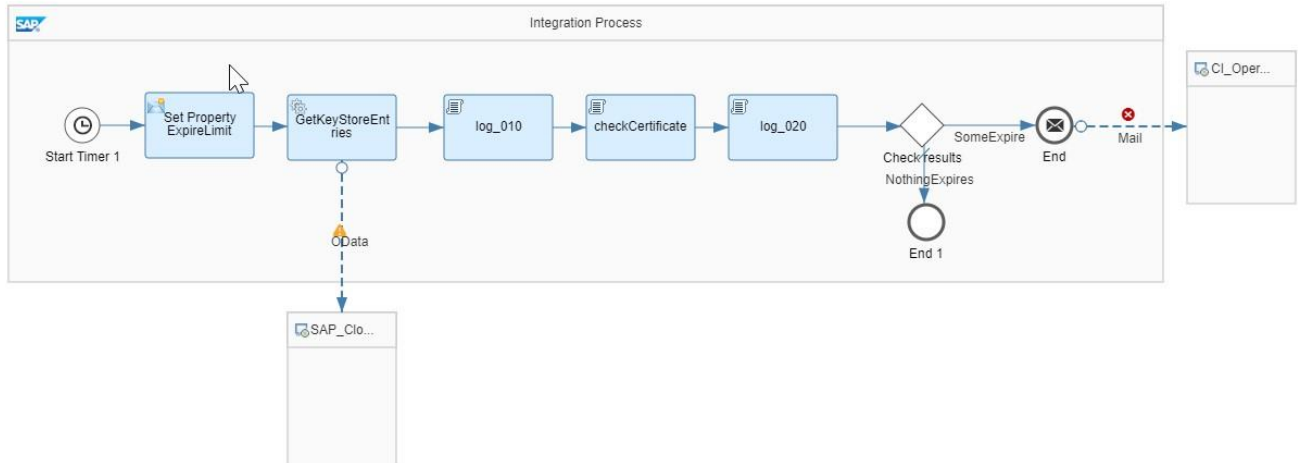 SAP
Integration Process
CI_Oper...
Start Timer 1
Set Property
ExpireLimit
GetKeyStoreEnt
ries
log_010
checkCertificate
log_020
Check results
SomeExpire
NothingExpires
End
Mail
End 1
OData
SAP_Clo...